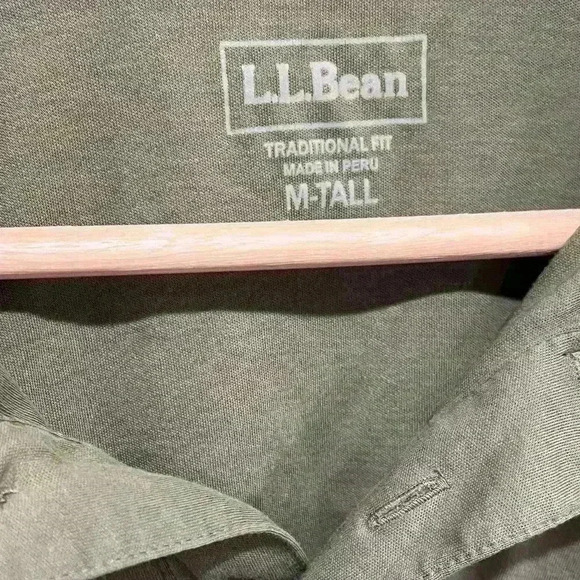 L.L.Bean
TRADITIONAL FIT
MADE IN PERU
M-TALL